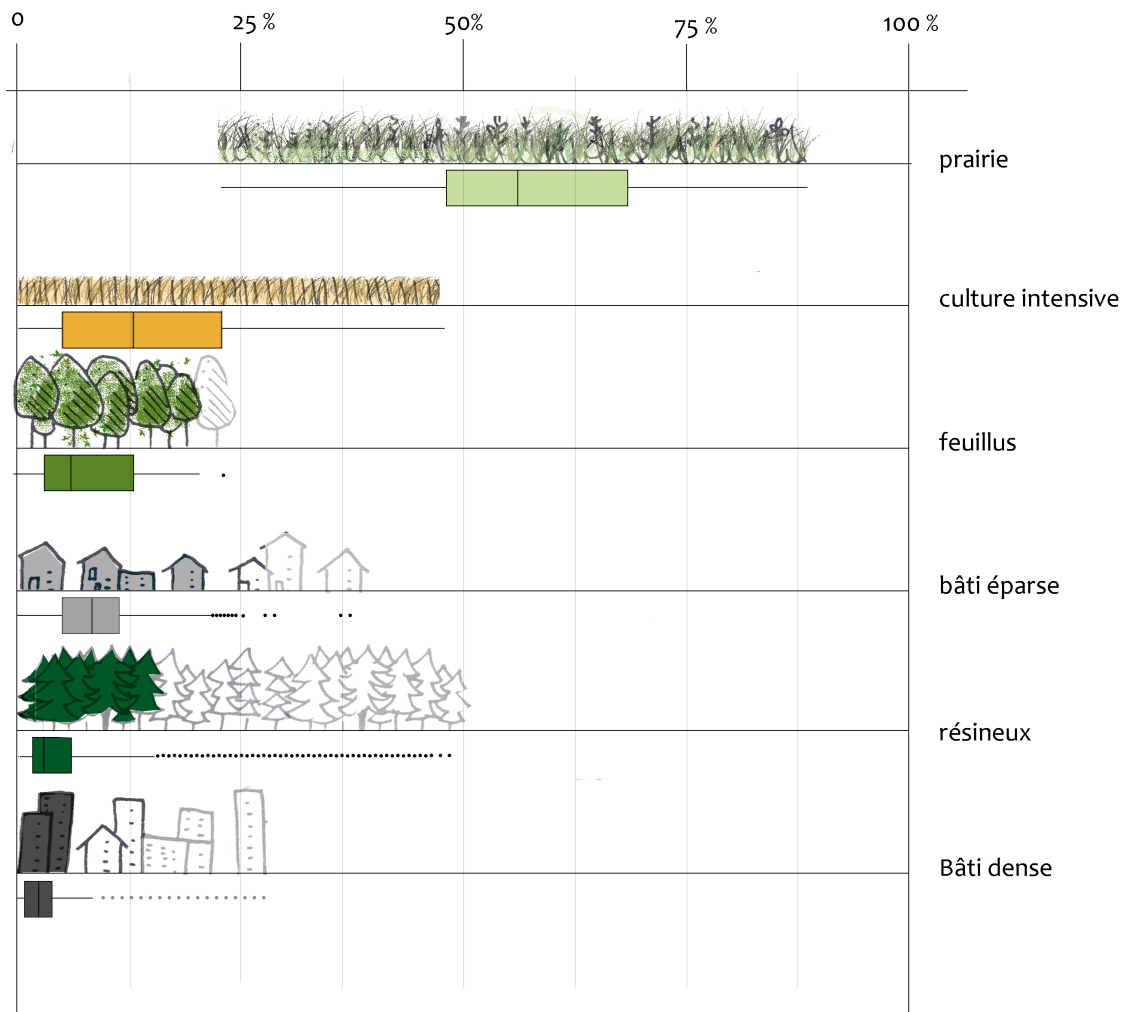 0 25 % 50% 75 % 100 %
prairie
culture intensive
feuillus
bâti éparse
résineux
Bâti dense